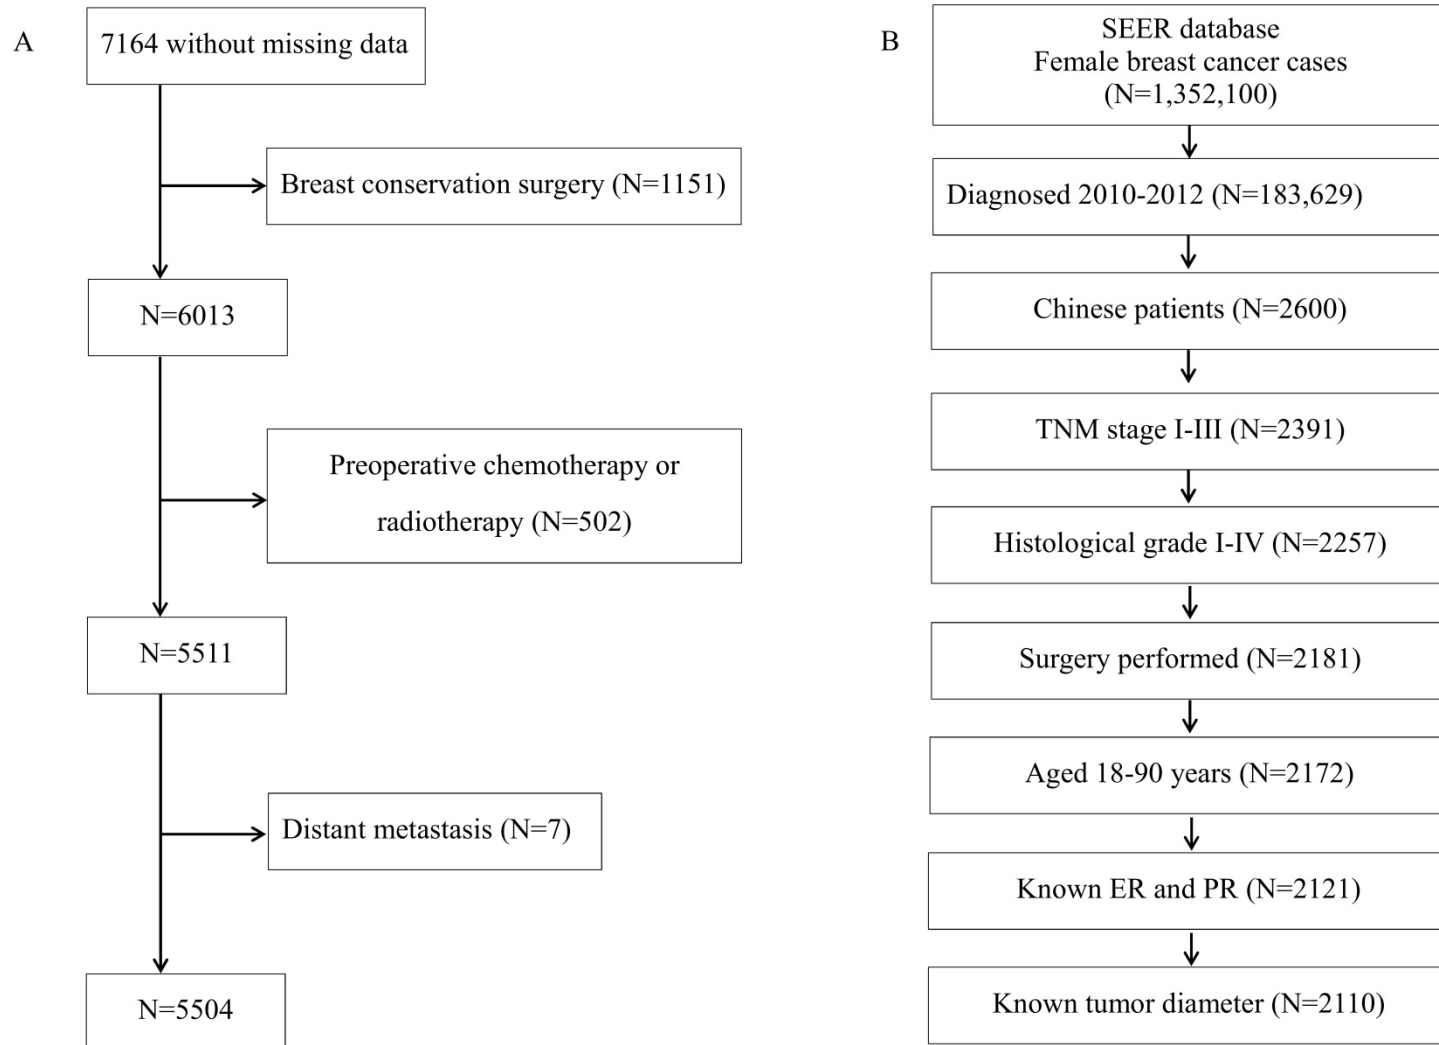 A
7164 without missing data
Breast conservation surgery (N=1151)
N=6013
Preoperative chemotherapy or
radiotherapy (N=502)
N=5511
Distant metastasis (N=7)
N=5504
B
SEER database
Female breast cancer cases
(N=1,352,100)
Diagnosed 2010-2012 (N=183,629)
Chinese patients (N=2600)
TNM stage I-III (N=2391)
Histological grade I-IV (N=2257)
Surgery performed (N=2181)
Aged 18-90 years (N=2172)
Known ER and PR (N=2121)
Known tumor diameter (N=2110)